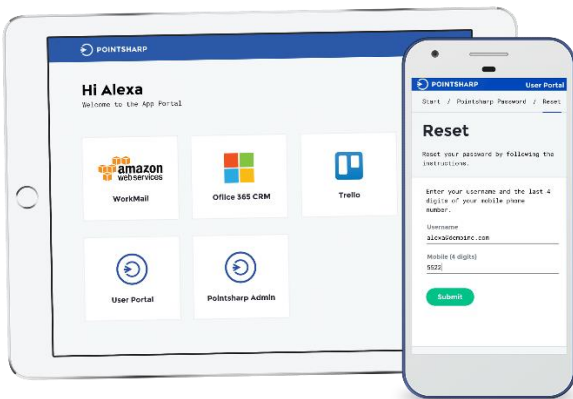 POINTSHARP
Hi Alexa
Welcome to the App Portal
amazon
webservices
WorkMail
Office 365 CRM
Trello
User Portal
Pointsharp Admin
POINTSHARP
User Portal
Start / Pointsharp Password / Reset
Reset
Reset your password by following the
instructions.
Enter your username and the last 4
digits of your mobile phone
number.
Username
alexa@demoinc.com
Mobile (4 digits)
5522
Submit